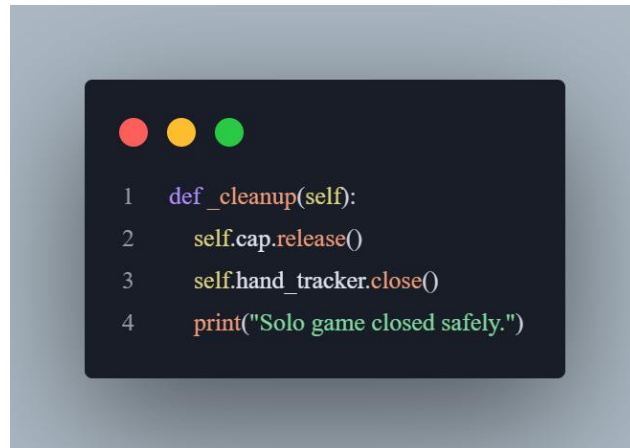 1 def _cleanup(self):
2 self.cap.release()
3 self.hand_tracker.close()
4 print("Solo game closed safely.")